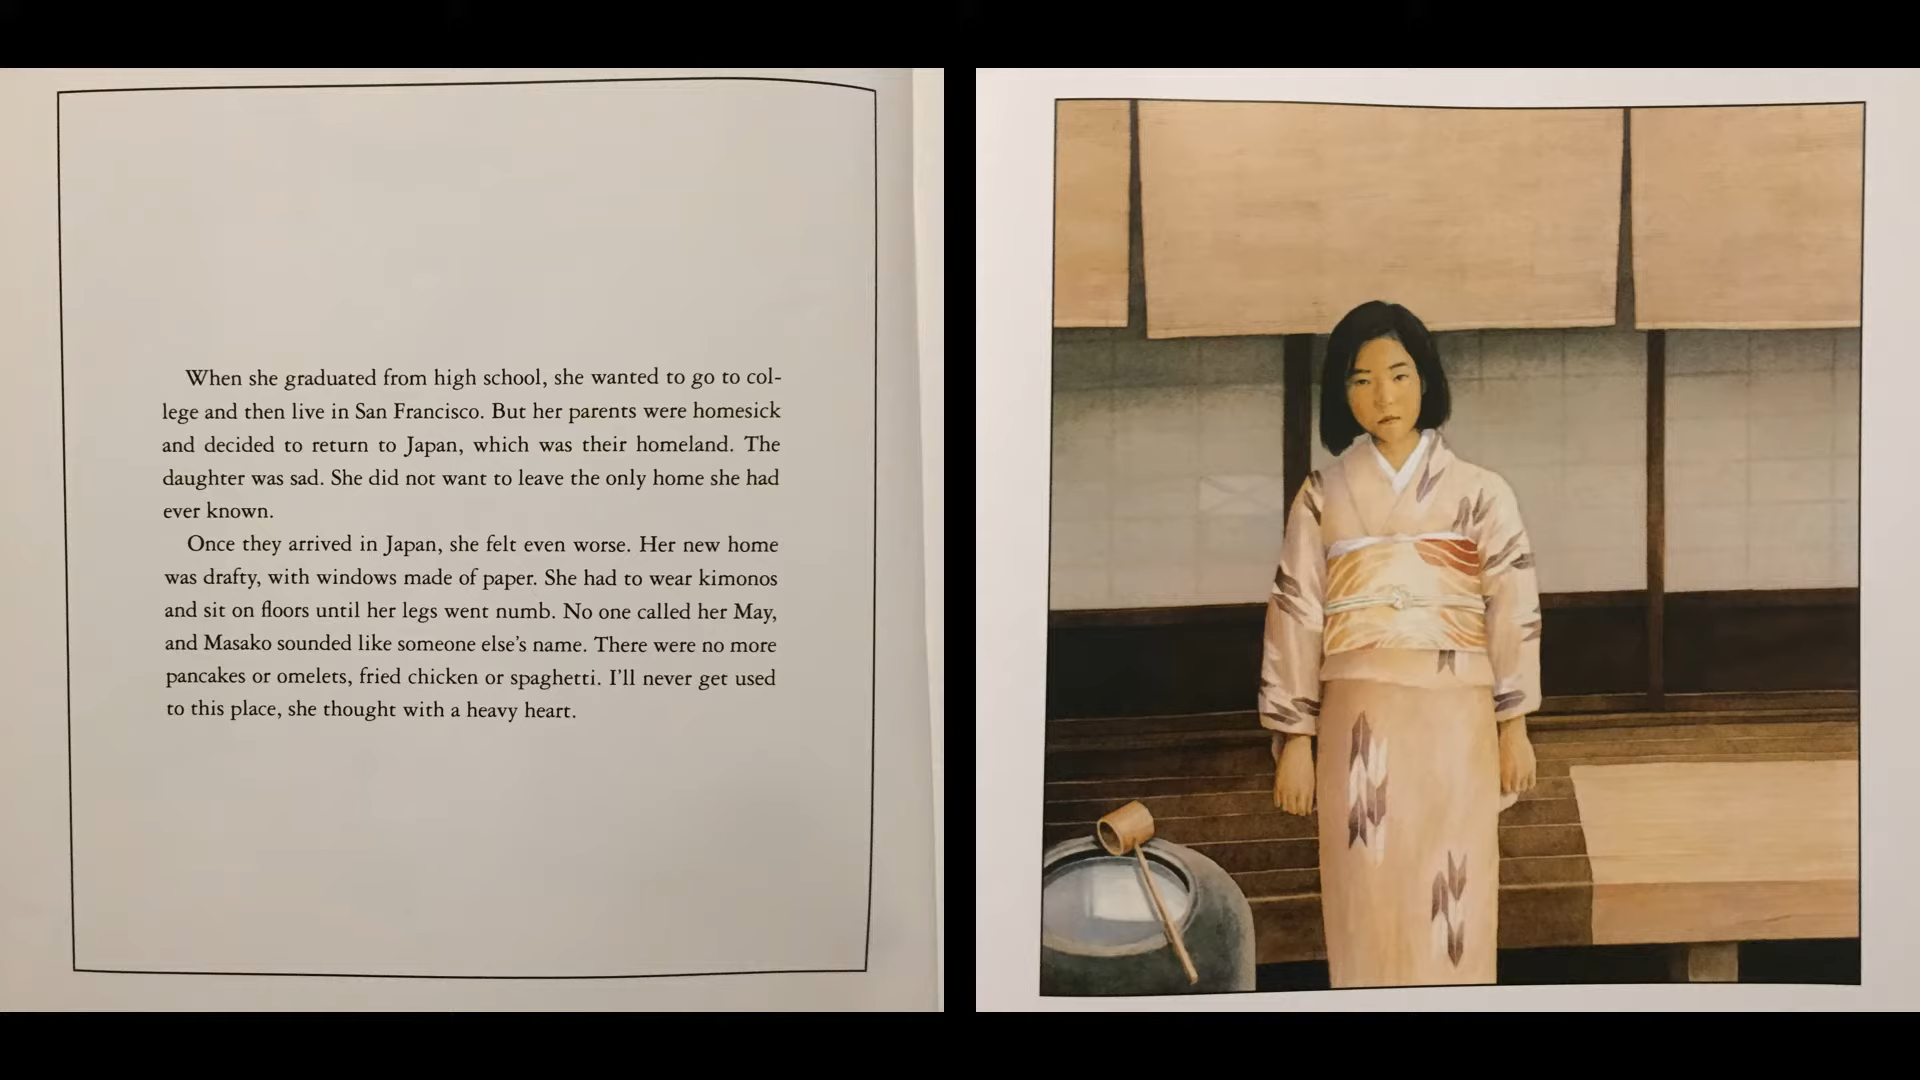 When she graduated from high school, she wanted to go to col-
lege and then live in San Francisco. But her parents were homesick
and decided to return to Japan, which was their homeland. The
daughter was sad. She did not want to leave the only home she had
ever known.
Once they arrived in Japan, she felt even worse. Her new home
was drafty, with windows made of paper. She had to wear kimonos
and sit on floors until her legs went numb. No one called her May,
and Masako sounded like someone else's name. There were no more
pancakes or omelets, fried chicken or spaghetti. I'll never get used
to this place, she thought with a heavy heart.